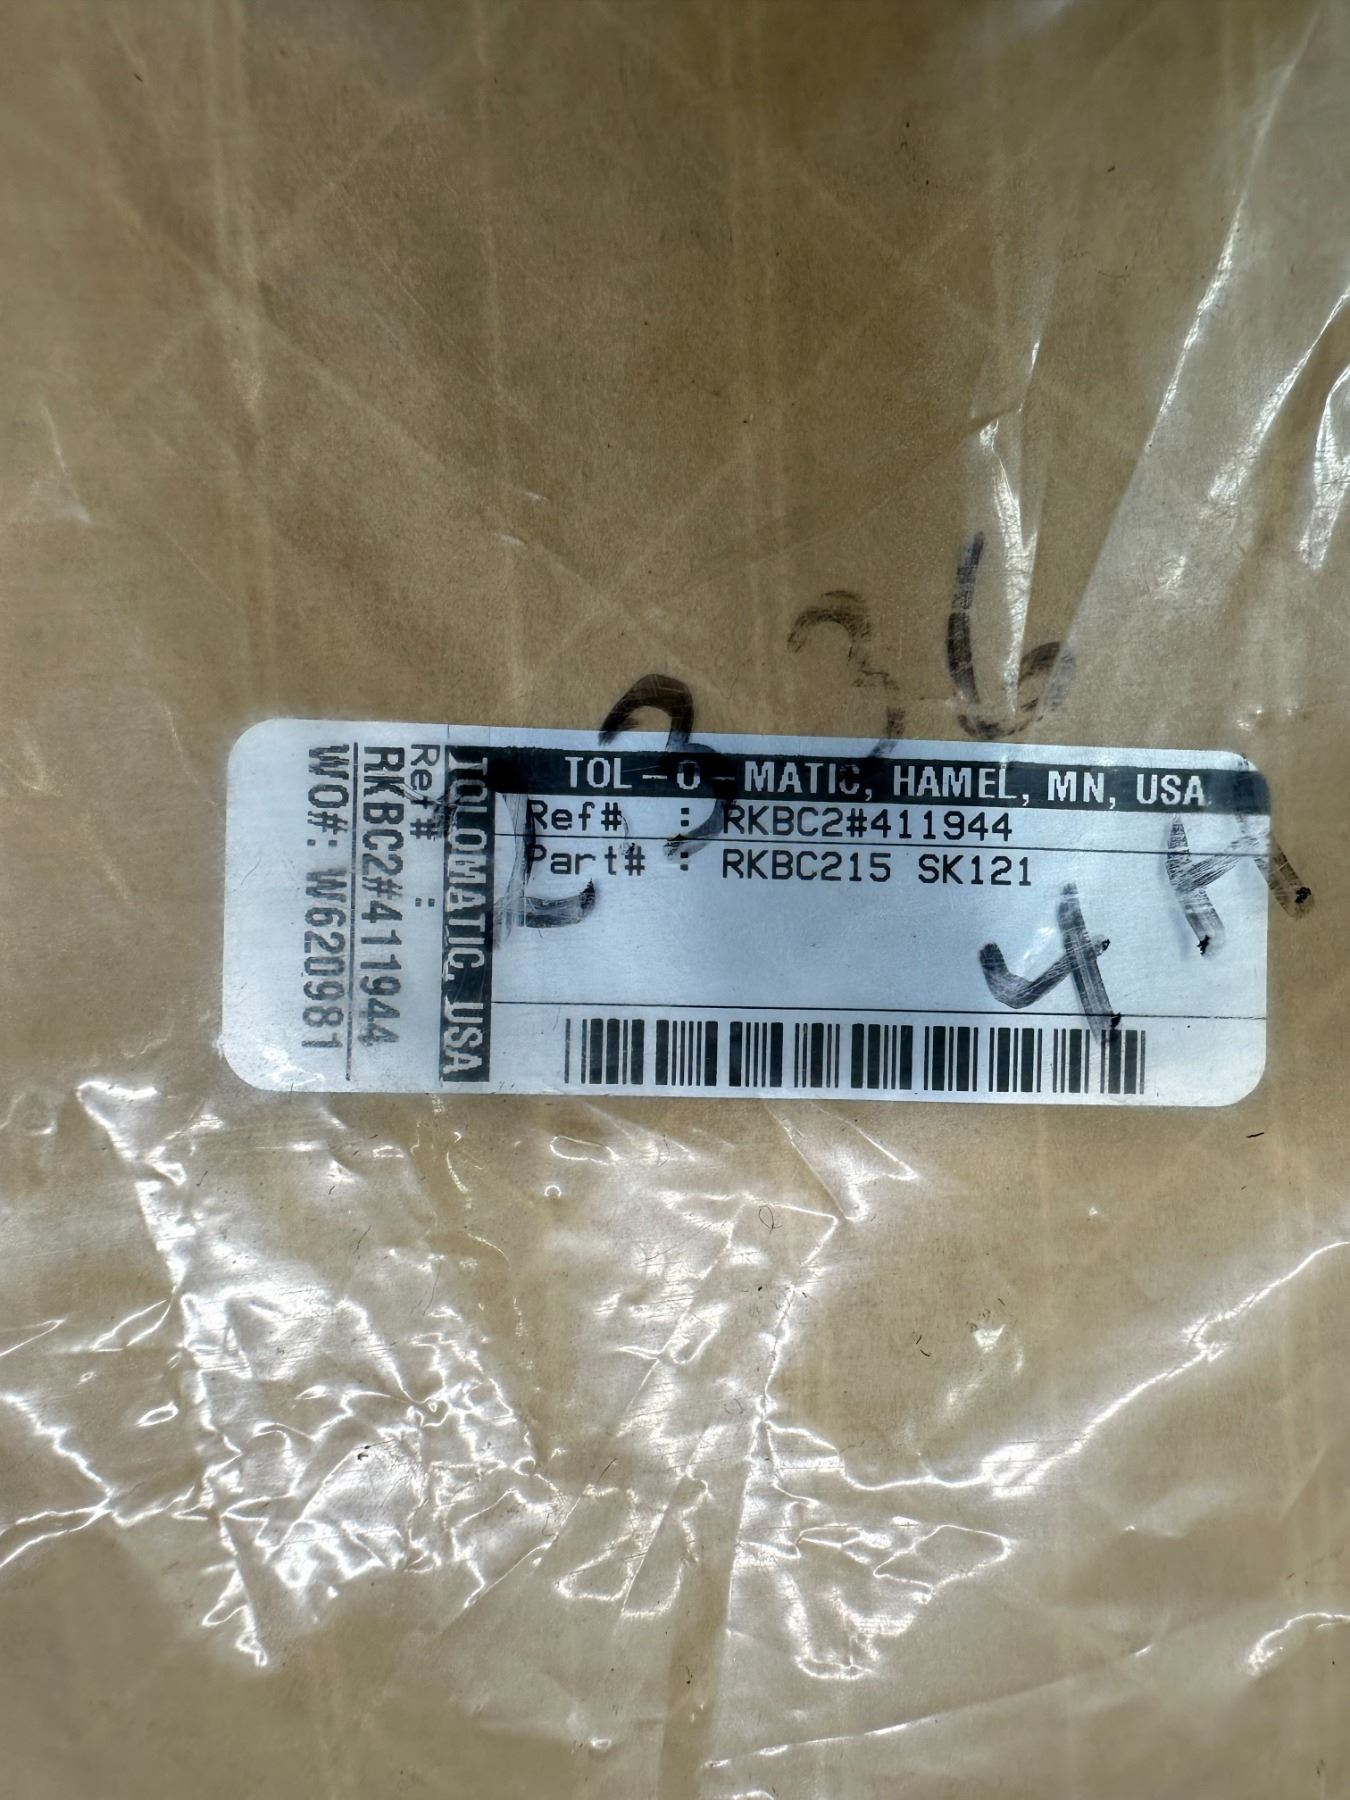 TOL-O-MATIC, HAMEL, MN, USA
Ref# : RKBC2#411944
Part# : RKBC215 SK121
TOLOMATIC, USA
Ref# :
RKBC2#411944
WO#: W620981